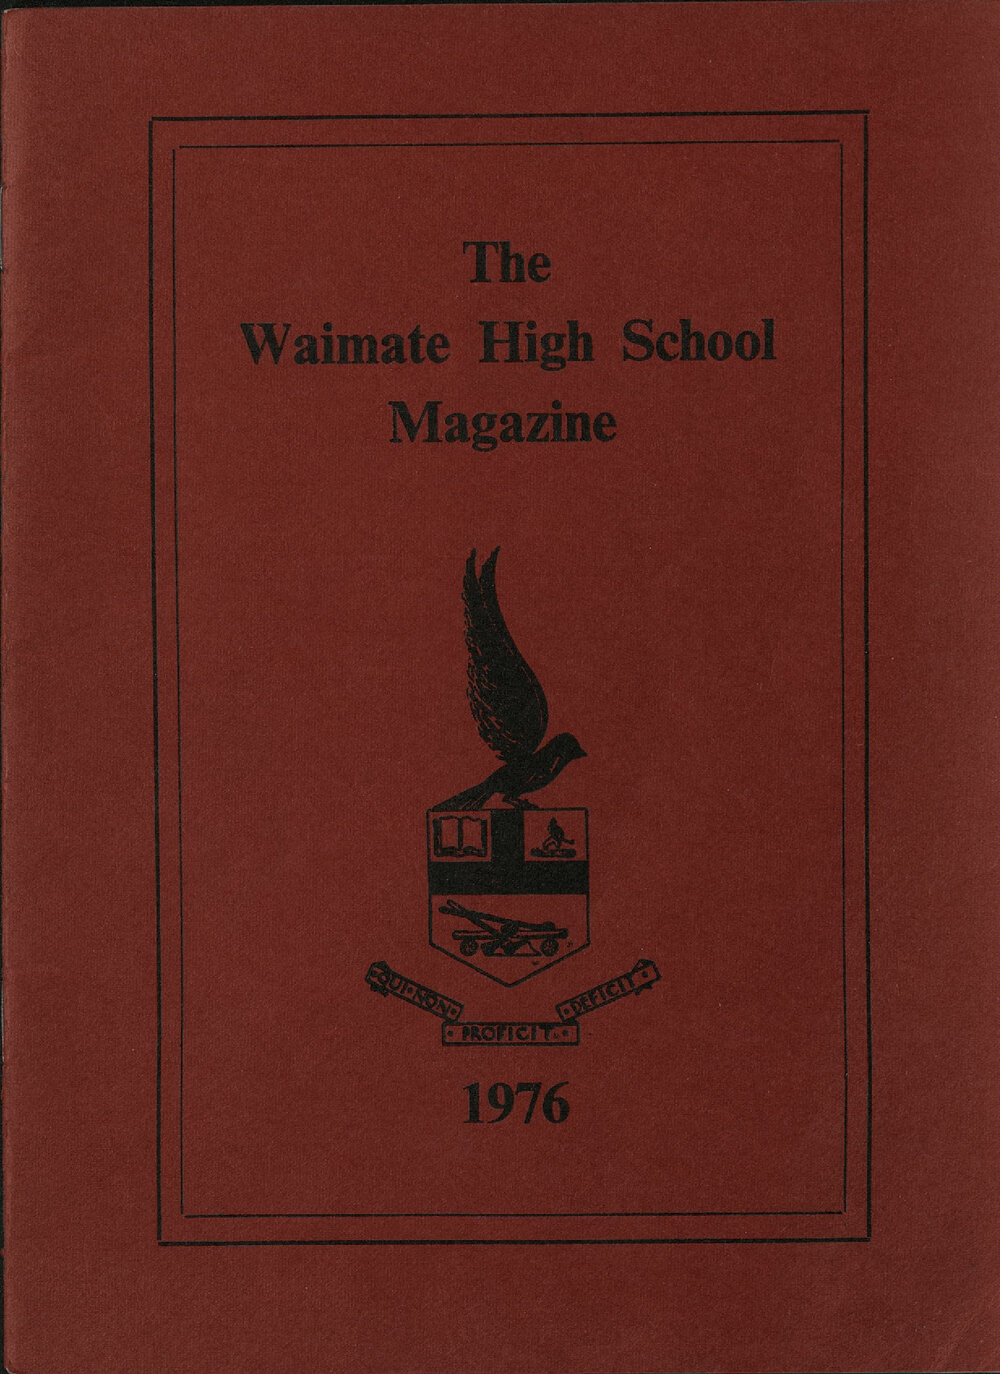 The
Waimate High School
Magazine
QUI·NON
PROFICIT
DEFICIT
1976